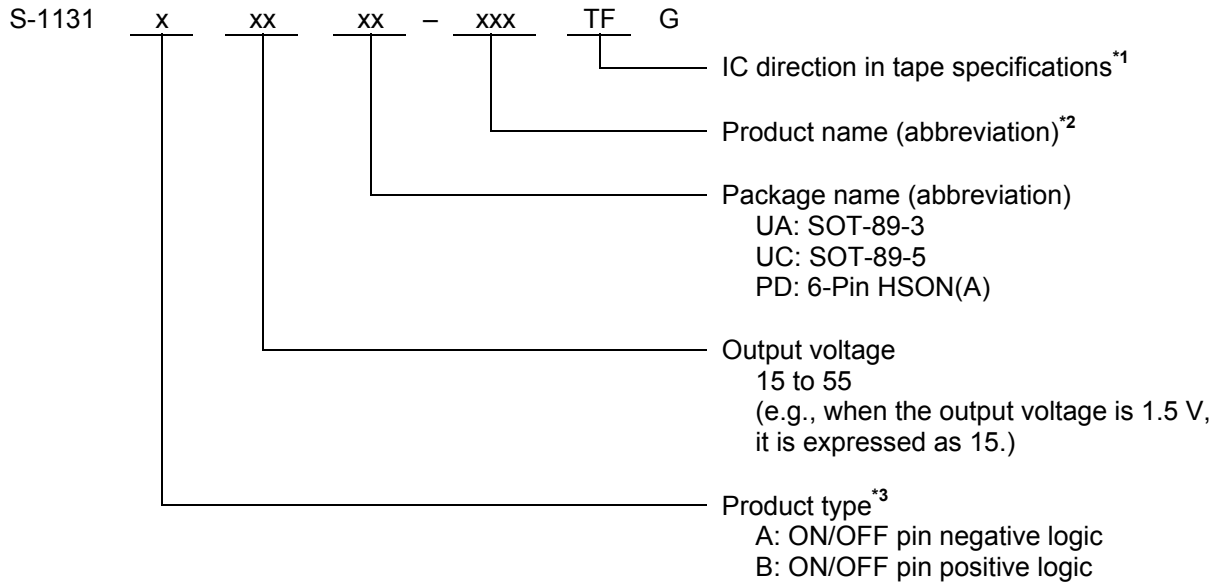 S-1131 x xx xx – xxx TF G
IC direction in tape specifications*1
Product name (abbreviation)*2
Package name (abbreviation)
UA: SOT-89-3
UC: SOT-89-5
PD: 6-Pin HSON(A)
Output voltage
15 to 55
(e.g., when the output voltage is 1.5 V,
it is expressed as 15.)
Product type*3
A: ON/OFF pin negative logic
B: ON/OFF pin positive logic